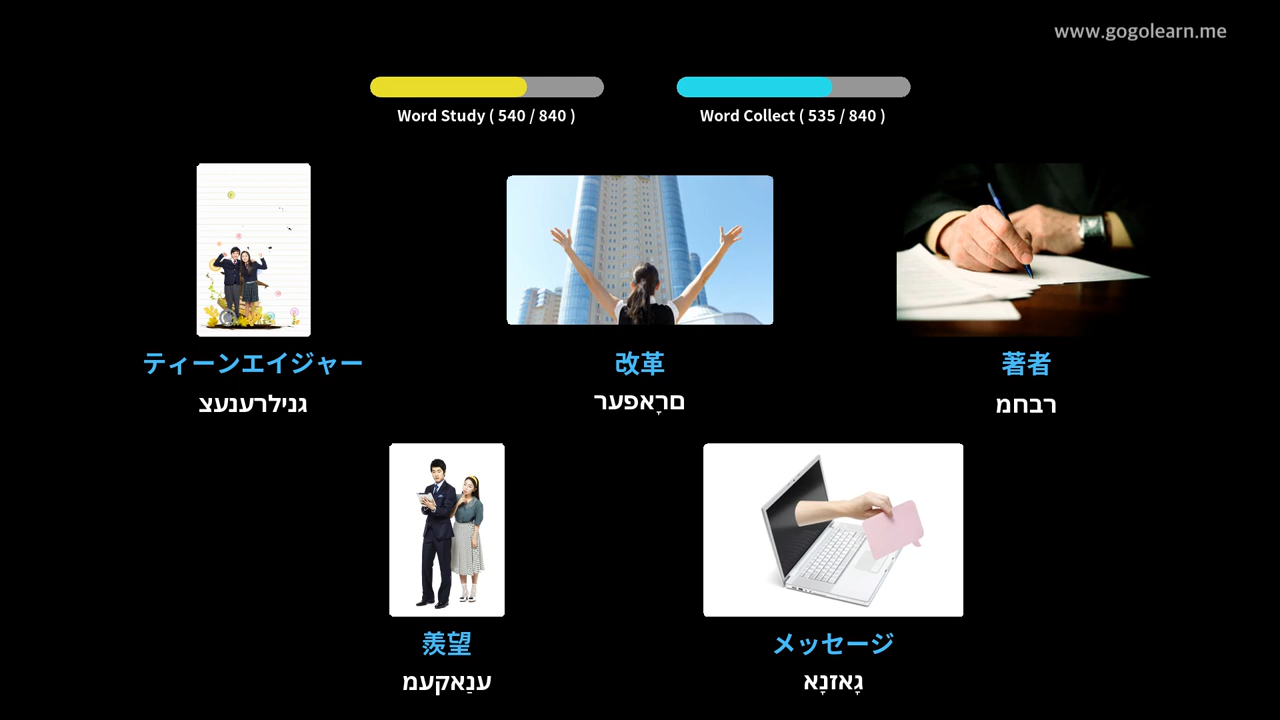 www.gogolearn.me
Word Study ( 540 / 840 )
Word Collect ( 535 / 840 )
ティーンエイジャー
改革
著者
גנילרענעצ
םרָאפער
רבחמ
羨望
メッセージ
ענַאקעמ
גָאזנָא